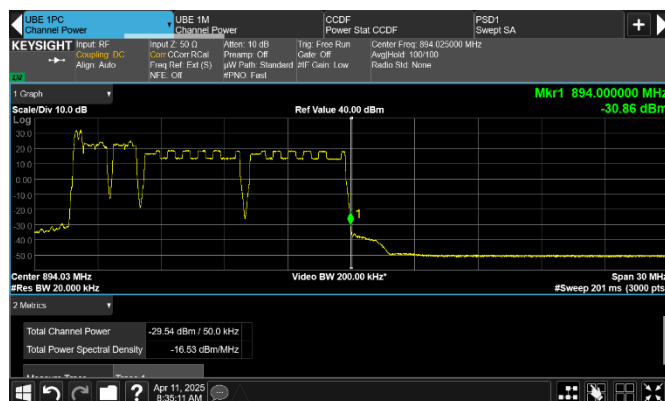 UBE 1PC
Channel Power
UBE 1M
Channel Power
CCDF
Power Stat CCDF
PSD1
Swept SA
KEYSIGHT
Input: RF
Coupling: DC
Align: Auto
Input Z: 50 Ω
Corr CCorr RCal
Freq Ref: Ext (S)
NFE: Off
Atten: 10 dB
Preamp: Off
µW Path: Standard
#PNO: Fast
Trig: Free Run
Gate: Off
#IF Gain: Low
Center Freq: 894.025000 MHz
Avg|Hold: 100/100
Radio Std: None
1 Graph
Mkr1 894.000000 MHz
-30.86 dBm
Scale/Div 10.0 dB
Ref Value 40.00 dBm
Log
30.0
20.0
10.0
0.00
-10.0
-20.0
-30.0
-40.0
-50.0
1
Center 894.03 MHz
#Res BW 20.000 kHz
Video BW 200.00 kHz*
Span 30 MHz
#Sweep 201 ms (3000 pts)
2 Metrics
Total Channel Power -29.54 dBm / 50.0 kHz
Total Power Spectral Density -16.53 dBm/MHz
Measure Trace Trace 1
Apr 11, 2025
8:35:11 AM